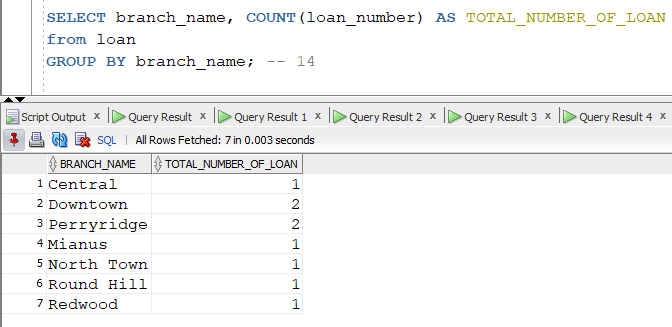 SELECT branch_name, COUNT(loan_number) AS TOTAL_NUMBER_OF_LOAN
from loan
GROUP BY branch_name; -- 14
Script Output x Query Result x Query Result 1 x Query Result 2 x Query Result 3 x Query Result 4 x
SQL | All Rows Fetched: 7 in 0.003 seconds
BRANCH_NAME TOTAL_NUMBER_OF_LOAN
1 Central 1
2 Downtown 2
3 Perryridge 2
4 Mianus 1
5 North Town 1
6 Round Hill 1
7 Redwood 1